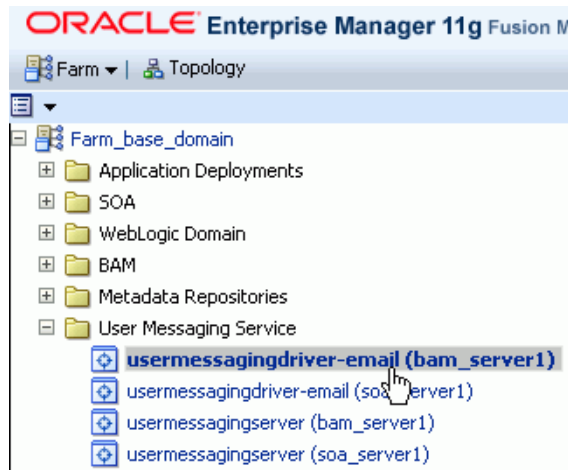 ORACLE Enterprise Manager 11g Fusion M
Farm Topology
Farm_base_domain
Application Deployments
SOA
WebLogic Domain
BAM
Metadata Repositories
User Messaging Service
usermessagingdriver-email (bam_server1)
usermessagingdriver-email (soa_server1)
usermessagingserver (bam_server1)
usermessagingserver (soa_server1)